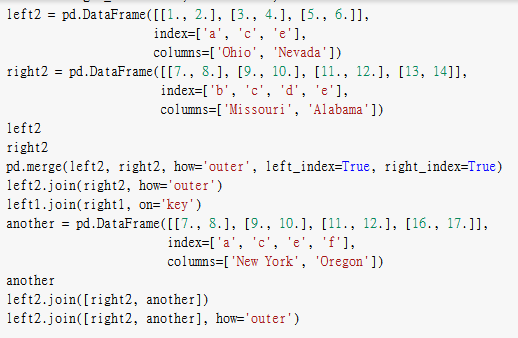 left2 = pd.DataFrame([[1., 2.], [3., 4.], [5., 6.]],
index=['a', 'c', 'e'],
columns=['Ohio', 'Nevada'])
right2 = pd.DataFrame([[7., 8.], [9., 10.], [11., 12.], [13, 14]],
index=['b', 'c', 'd', 'e'],
columns=['Missouri', 'Alabama'])
left2
right2
pd.merge(left2, right2, how='outer', left_index=True, right_index=True)
left2.join(right2, how='outer')
left1.join(right1, on='key')
another = pd.DataFrame([[7., 8.], [9., 10.], [11., 12.], [16., 17.]],
index=['a', 'c', 'e', 'f'],
columns=['New York', 'Oregon'])
another
left2.join([right2, another])
left2.join([right2, another], how='outer')